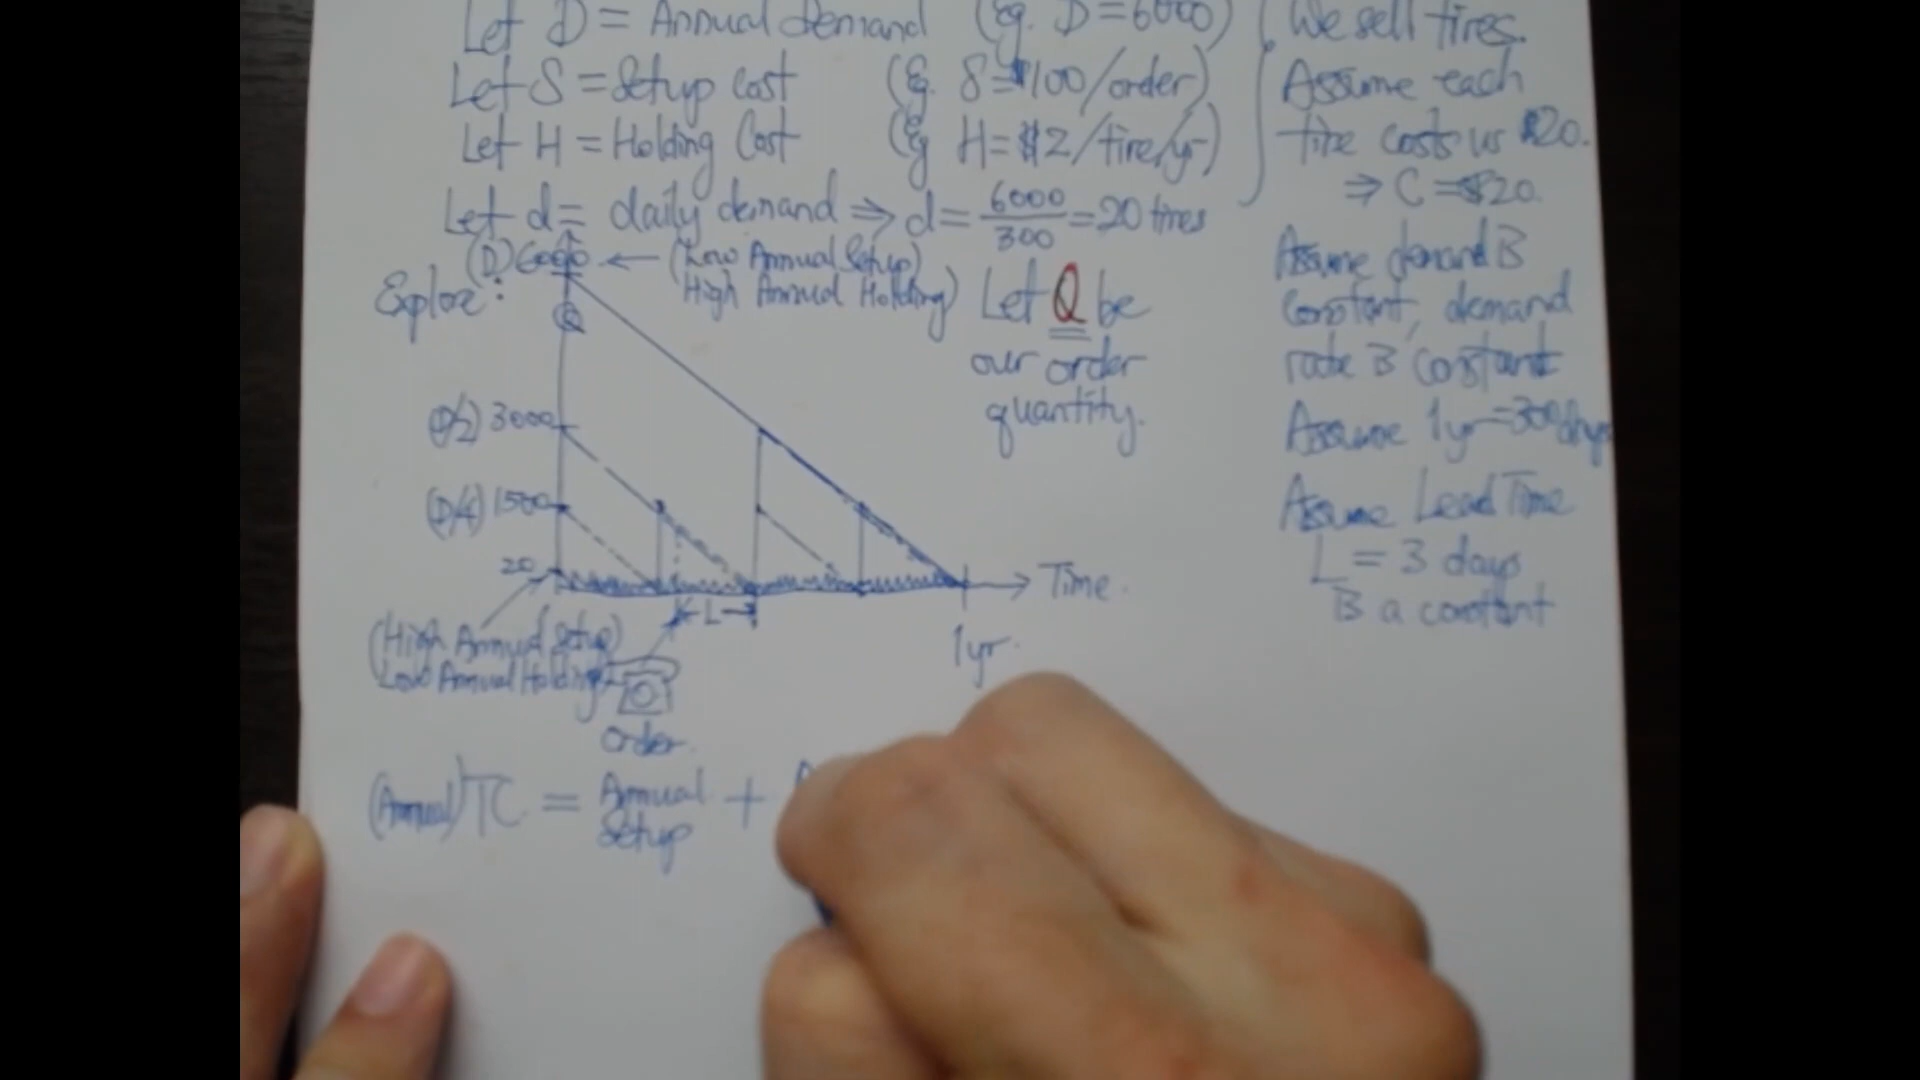 Let D = Annual demand (Eg. D=6000)
Let S = Setup cost (Eg. S=$100/order)
Let H = Holding Cost (Eg H= $2/tire/yr)
Let d = daily demand ⇒ d= 6000/300 =20 tires
We sell tires.
Assume each
tire costs us $20.
⇒ C = $20.
Assume demand is
constant, demand
rate is constant
Assume 1yr=300 days
Assume Lead Time
L = 3 days
is a constant
Explore:
(D) 6000 ← (Low Annual Setup)
High Annual Holding)
Q
(D/2) 3000
(D/4) 1500
20
Let Q be
our order
quantity.
Time.
L
1yr.
(High Annual Setup)
Low Annual Holding)
order.
(Annual) TC = Annual Setup +